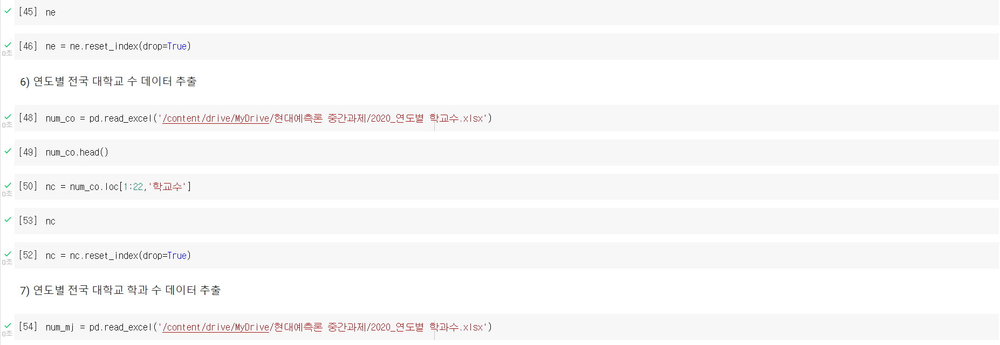 [45] ne
[46] ne = ne.reset_index(drop=True)
0초
6) 연도별 전국 대학교 수 데이터 추출
[48] num_co = pd.read_excel('/content/drive/MyDrive/현대예측론 중간과제/2020_연도별 학교수.xlsx')
0초
[49] num_co.head()
[50] nc = num_co.loc[1:22,'학교수']
0초
[53] nc
[52] nc = nc.reset_index(drop=True)
0초
7) 연도별 전국 대학교 학과 수 데이터 추출
[54] num_mj = pd.read_excel('/content/drive/MyDrive/현대예측론 중간과제/2020_연도별 학과수.xlsx')
0초